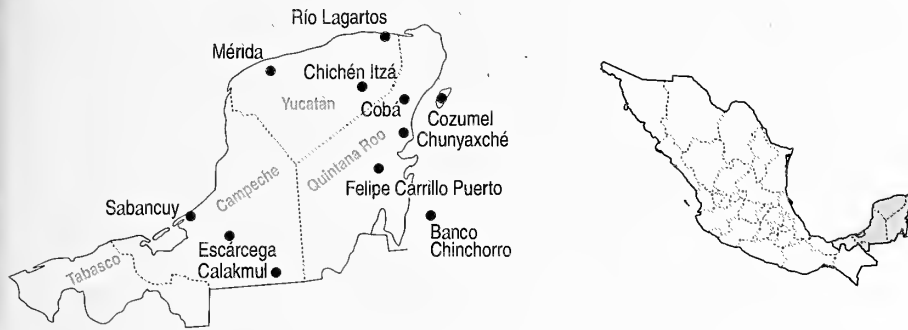 Río Lagartos
Mérida
Chichén Itzá
Yucatán
Cobá
Cozumel
Chunyaxché
Quintana Roo
Campeche
Felipe Carrillo Puerto
Sabancuy
Banco
Chinchorro
Escárcega
Calakmul
Tabasco